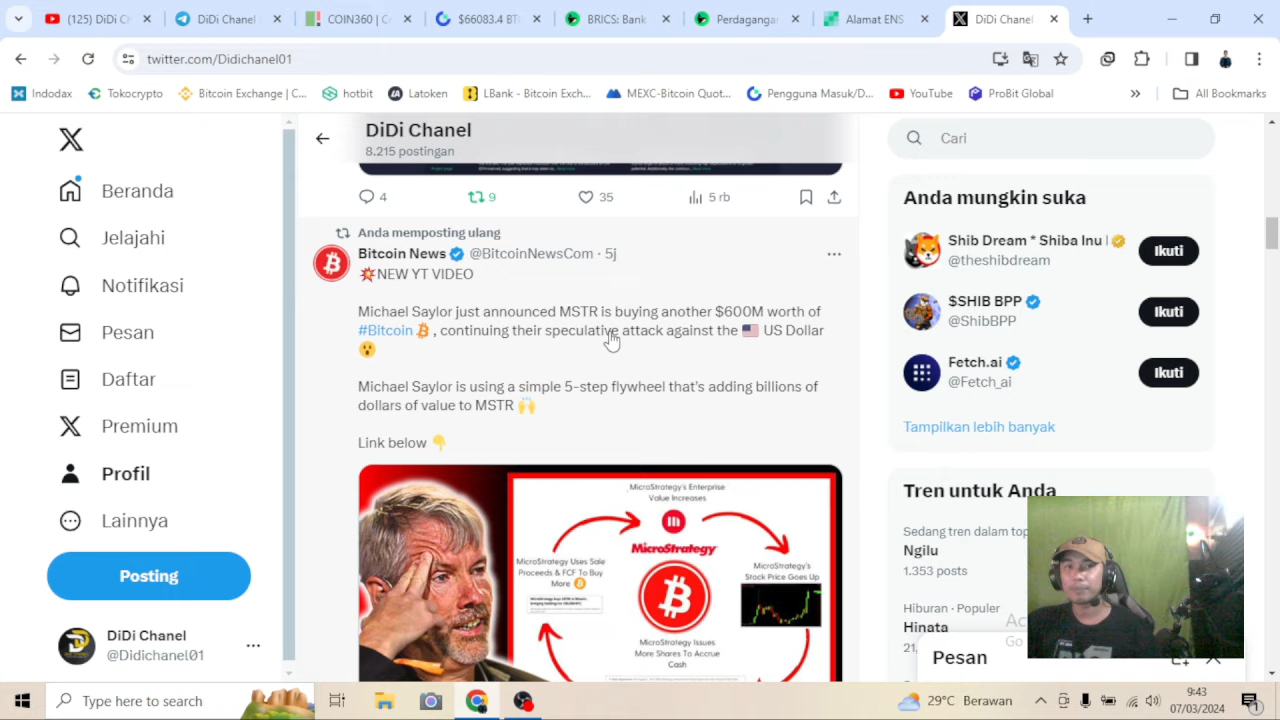 (125) DiDi C
DiDi Chanel
COIN360 | C
$66083.4 BT
BRICS: Bank
Perdagangan
Alamat ENS
DiDi Chanel
twitter.com/Didichanel01
Indodax
Tokocrypto
Bitcoin Exchange | C...
hotbit
Latoken
LBank - Bitcoin Exch...
MEXC-Bitcoin Quot...
Pengguna Masuk/D...
YouTube
ProBit Global
All Bookmarks
X
Beranda
Jelajahi
Notifikasi
Pesan
Daftar
Premium
Profil
Lainnya
Posting
DiDi Chanel
@Didichanel01
DiDi Chanel
8.215 postingan
4
9
35
5 rb
Anda memposting ulang
Bitcoin News @BitcoinNewsCom · 5j
💥NEW YT VIDEO
Michael Saylor just announced MSTR is buying another $600M worth of
#Bitcoin , continuing their speculative attack against the 🇺🇸 US Dollar
😮
Michael Saylor is using a simple 5-step flywheel that's adding billions of
dollars of value to MSTR 🙌
Link below 👇
MicroStrategy's Enterprise
Value Increases
MicroStrategy
MicroStrategy Uses Sale
Proceeds & FCF To Buy
More
MicroStrategy's
Stock Price Goes Up
MicroStrategy Issues
More Shares To Accrue
Cash
Cari
Anda mungkin suka
Shib Dream * Shiba Inu |
@theshibdream
Ikuti
$SHIB BPP
@ShibBPP
Ikuti
Fetch.ai
@Fetch_ai
Ikuti
Tampilkan lebih banyak
Tren untuk Anda
Sedang tren dalam top
Ngilu
1.353 posts
Hiburan · Populer
Hinata
21,
Ac
Go
Pesan
Type here to search
29°C Berawan
9:43
07/03/2024